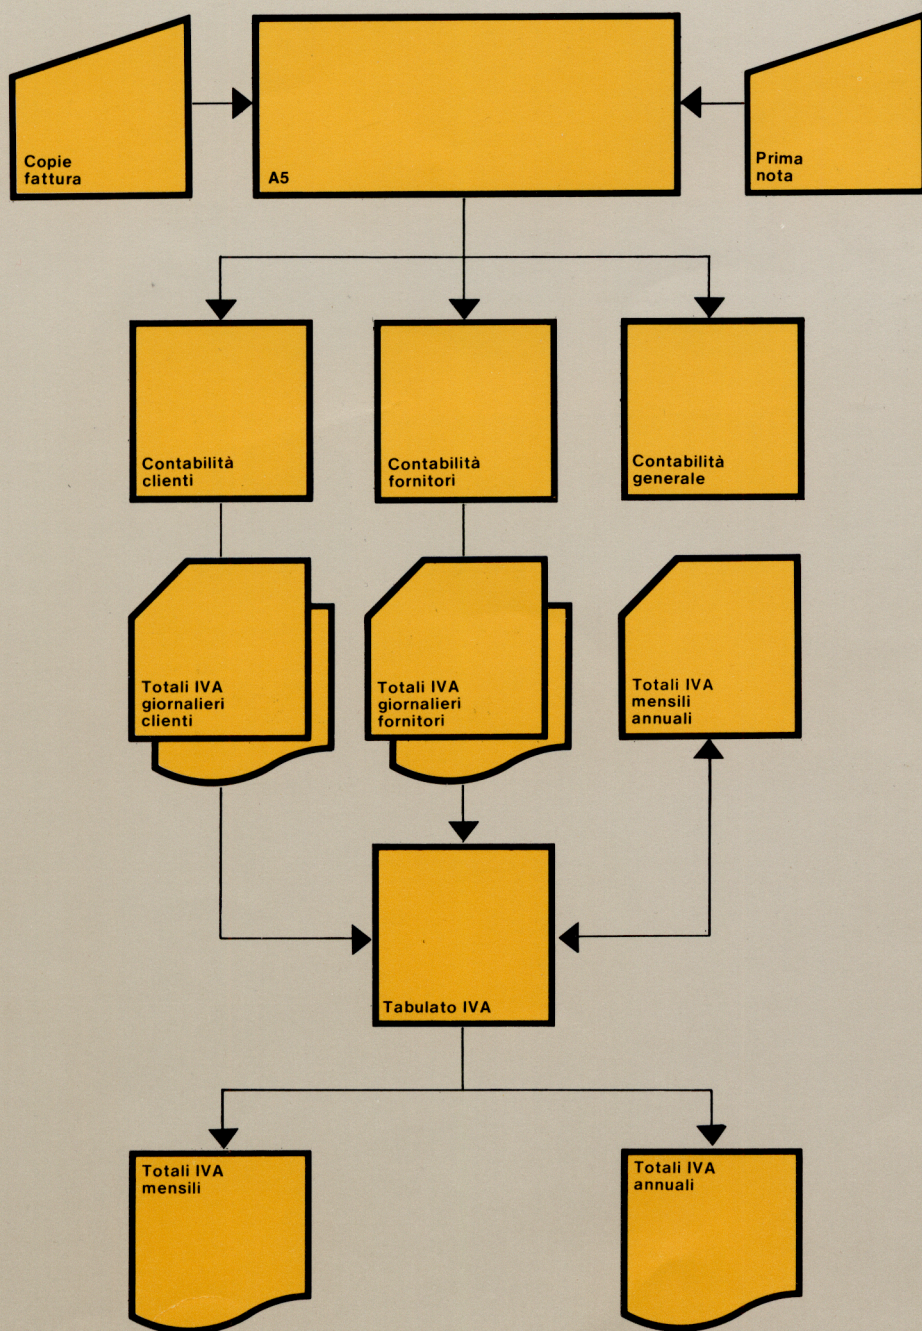 Copie
fattura
A5
Prima
nota
Contabilità
clienti
Contabilità
fornitori
Contabilità
generale
Totali IVA
giornalieri
clienti
Totali IVA
giornalieri
fornitori
Totali IVA
mensili
annuali
Tabulato IVA
Totali IVA
mensili
Totali IVA
annuali